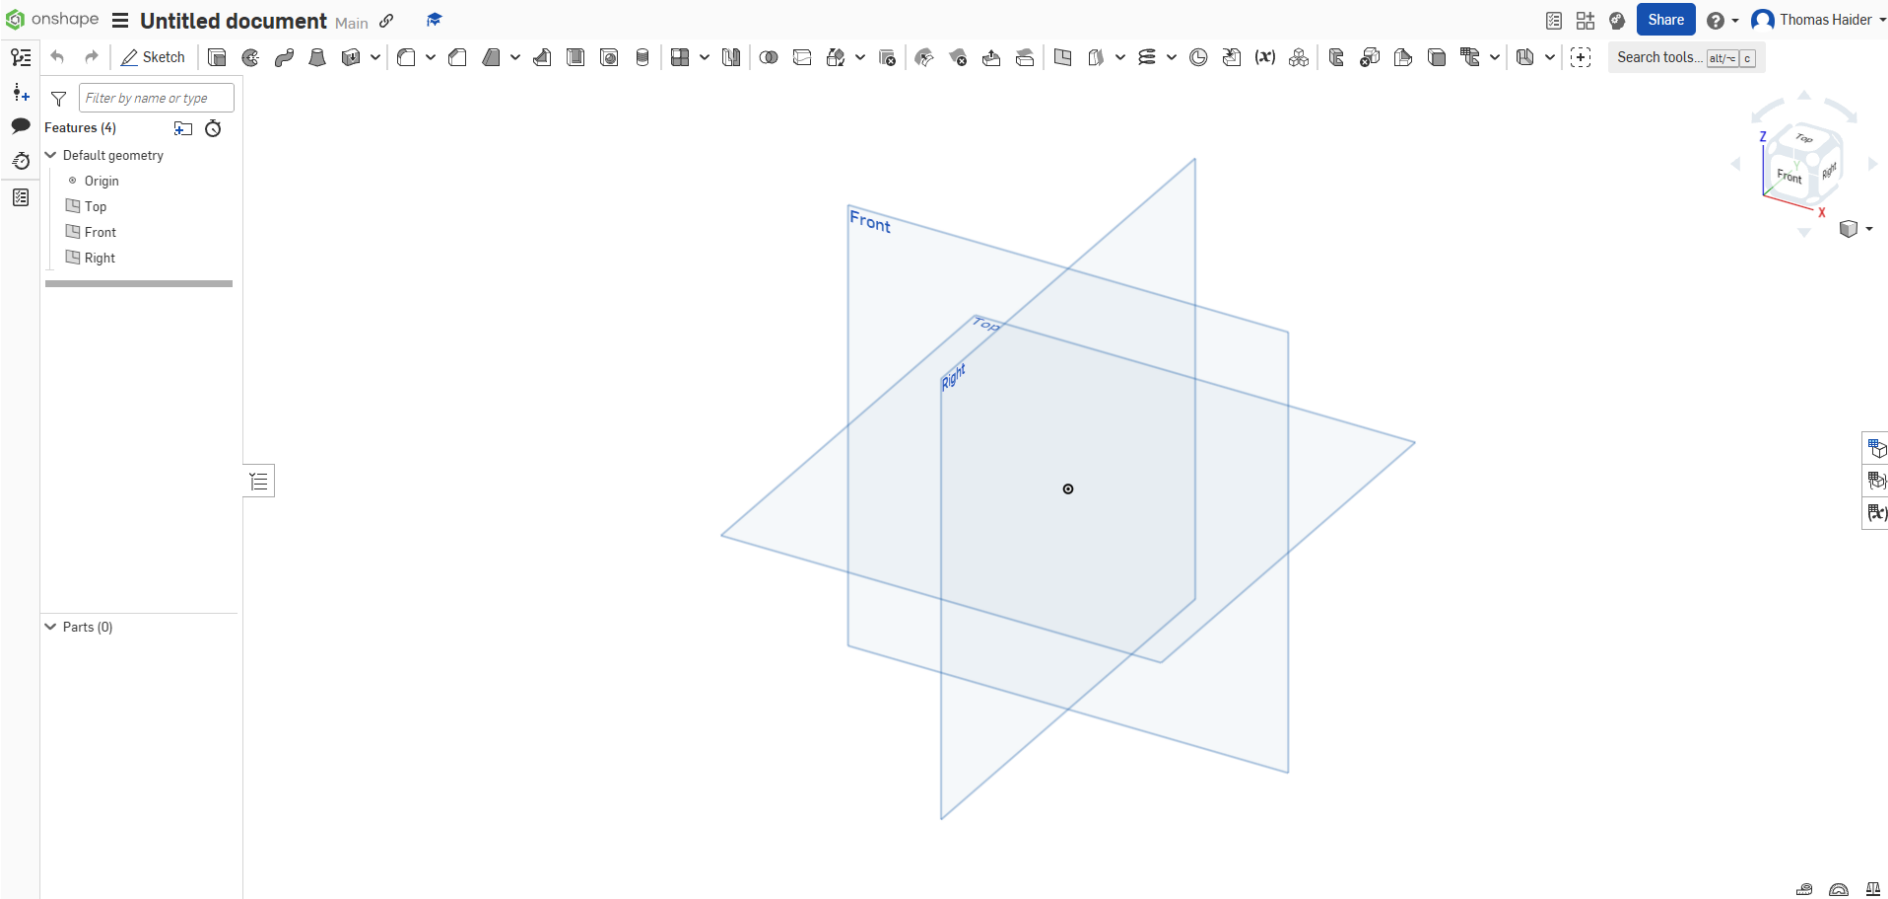 onshape Untitled document Main Share Thomas Haider
Sketch Search tools... alt/⌥ c
Filter by name or type
Features (4)
Default geometry
Origin
Top
Front
Right
Parts (0)
Front
Top
Right
Z
Top
Y
Front
Right
X